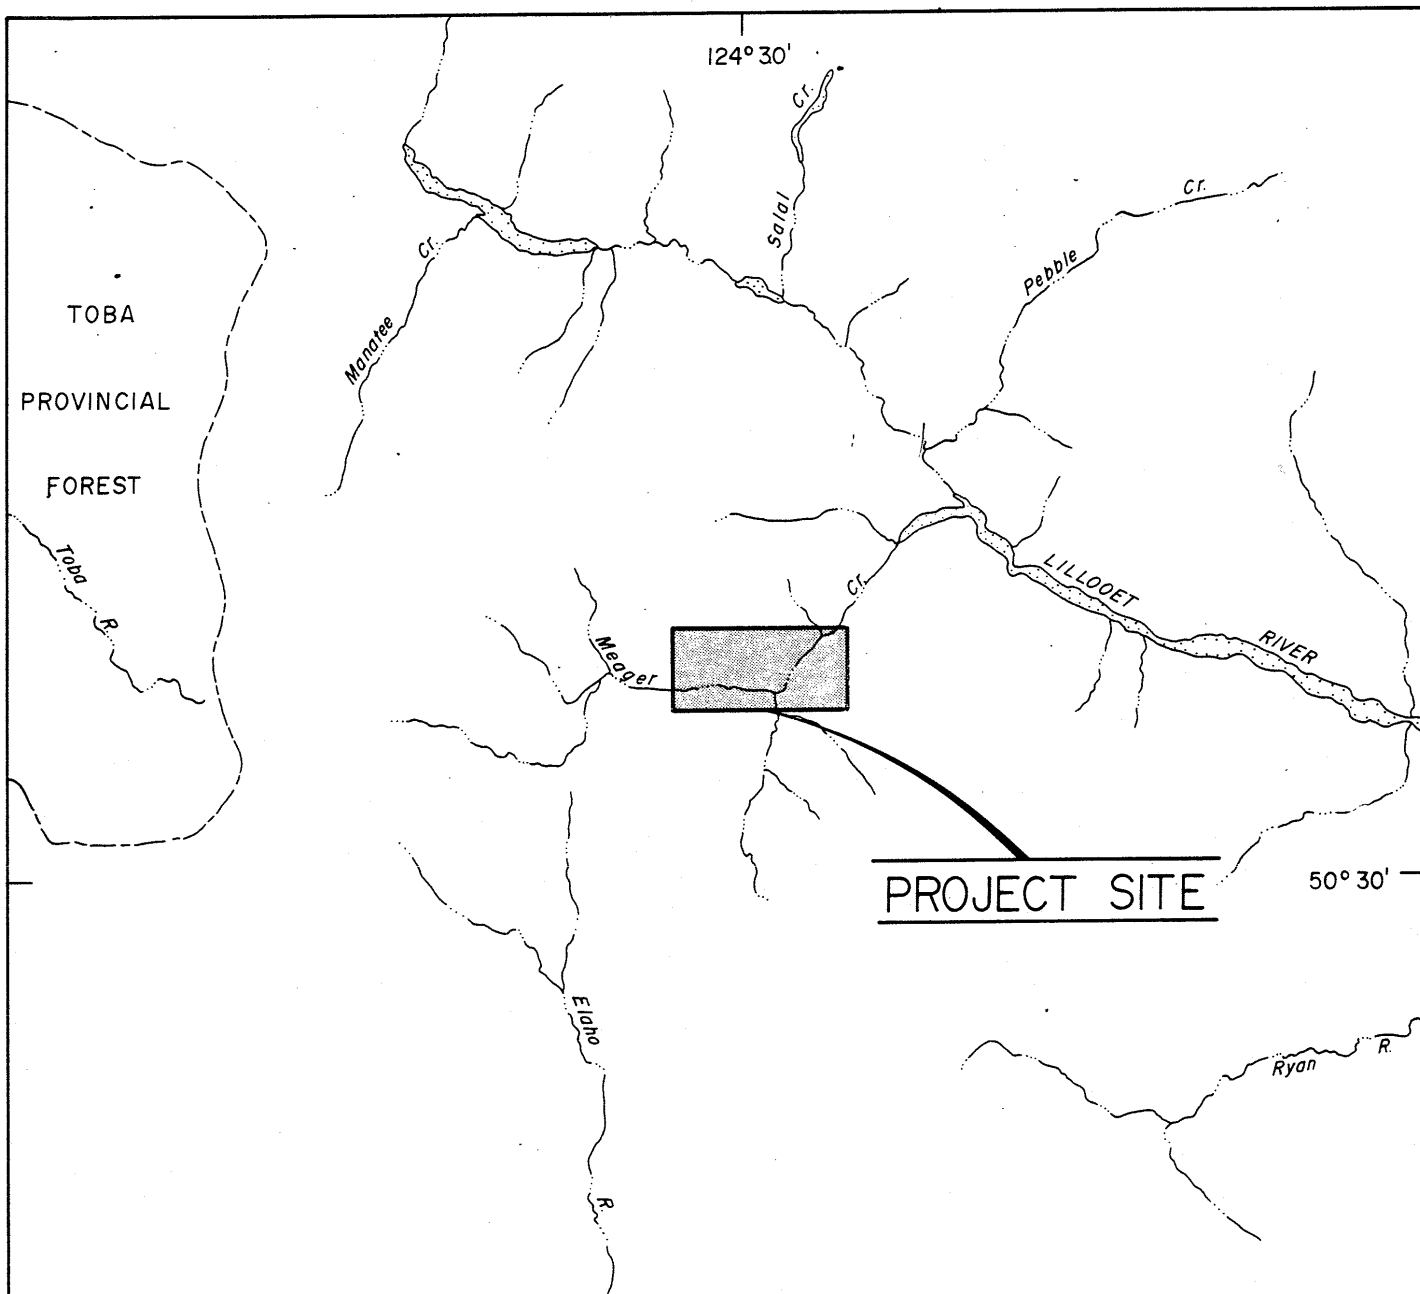 124°30'
Salal Cr.
Pebble Cr.
Manatee Cr.
TOBA
PROVINCIAL
FOREST
Toba R.
Meager Cr.
LILLOOET RIVER
PROJECT SITE
50°30'
Elaho R.
Ryan R.